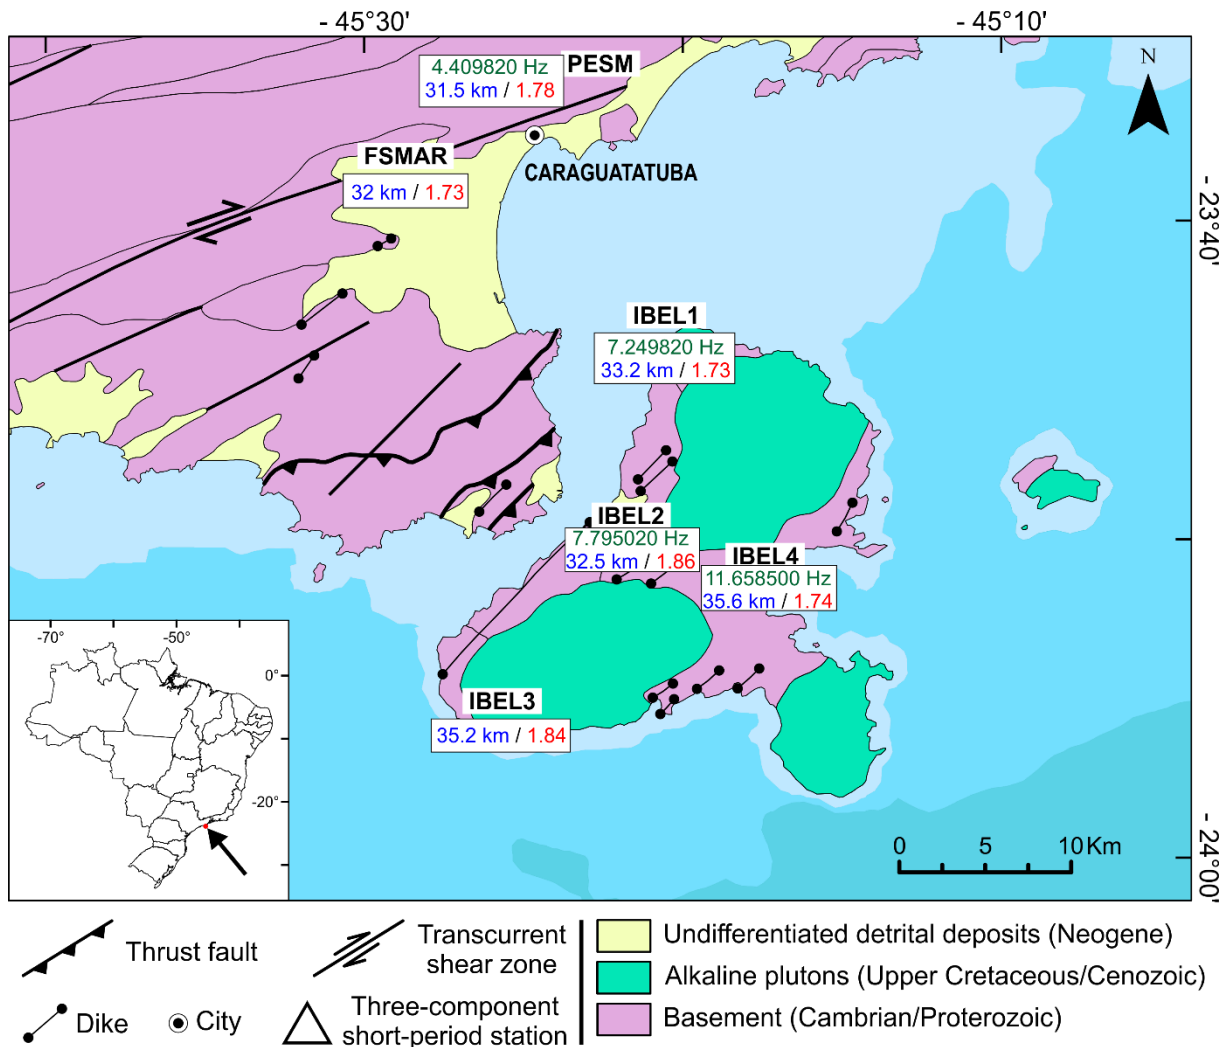 - 45°30'
- 45°10'
4.409820 Hz
31.5 km / 1.78
PESM
N
CARAGUATATUBA
FSMAR
32 km / 1.73
- 23°40'
IBEL1
7.249820 Hz
33.2 km / 1.73
IBEL2
7.795020 Hz
32.5 km / 1.86
IBEL4
11.658500 Hz
35.6 km / 1.74
IBEL3
35.2 km / 1.84
-70°
-50°
0°
-20°
0
5
10 Km
- 24°00'
Thrust fault
Transcurrent
shear zone
Dike
City
Three-component
short-period station
Undifferentiated detrital deposits (Neogene)
Alkaline plutons (Upper Cretaceous/Cenozoic)
Basement (Cambrian/Proterozoic)